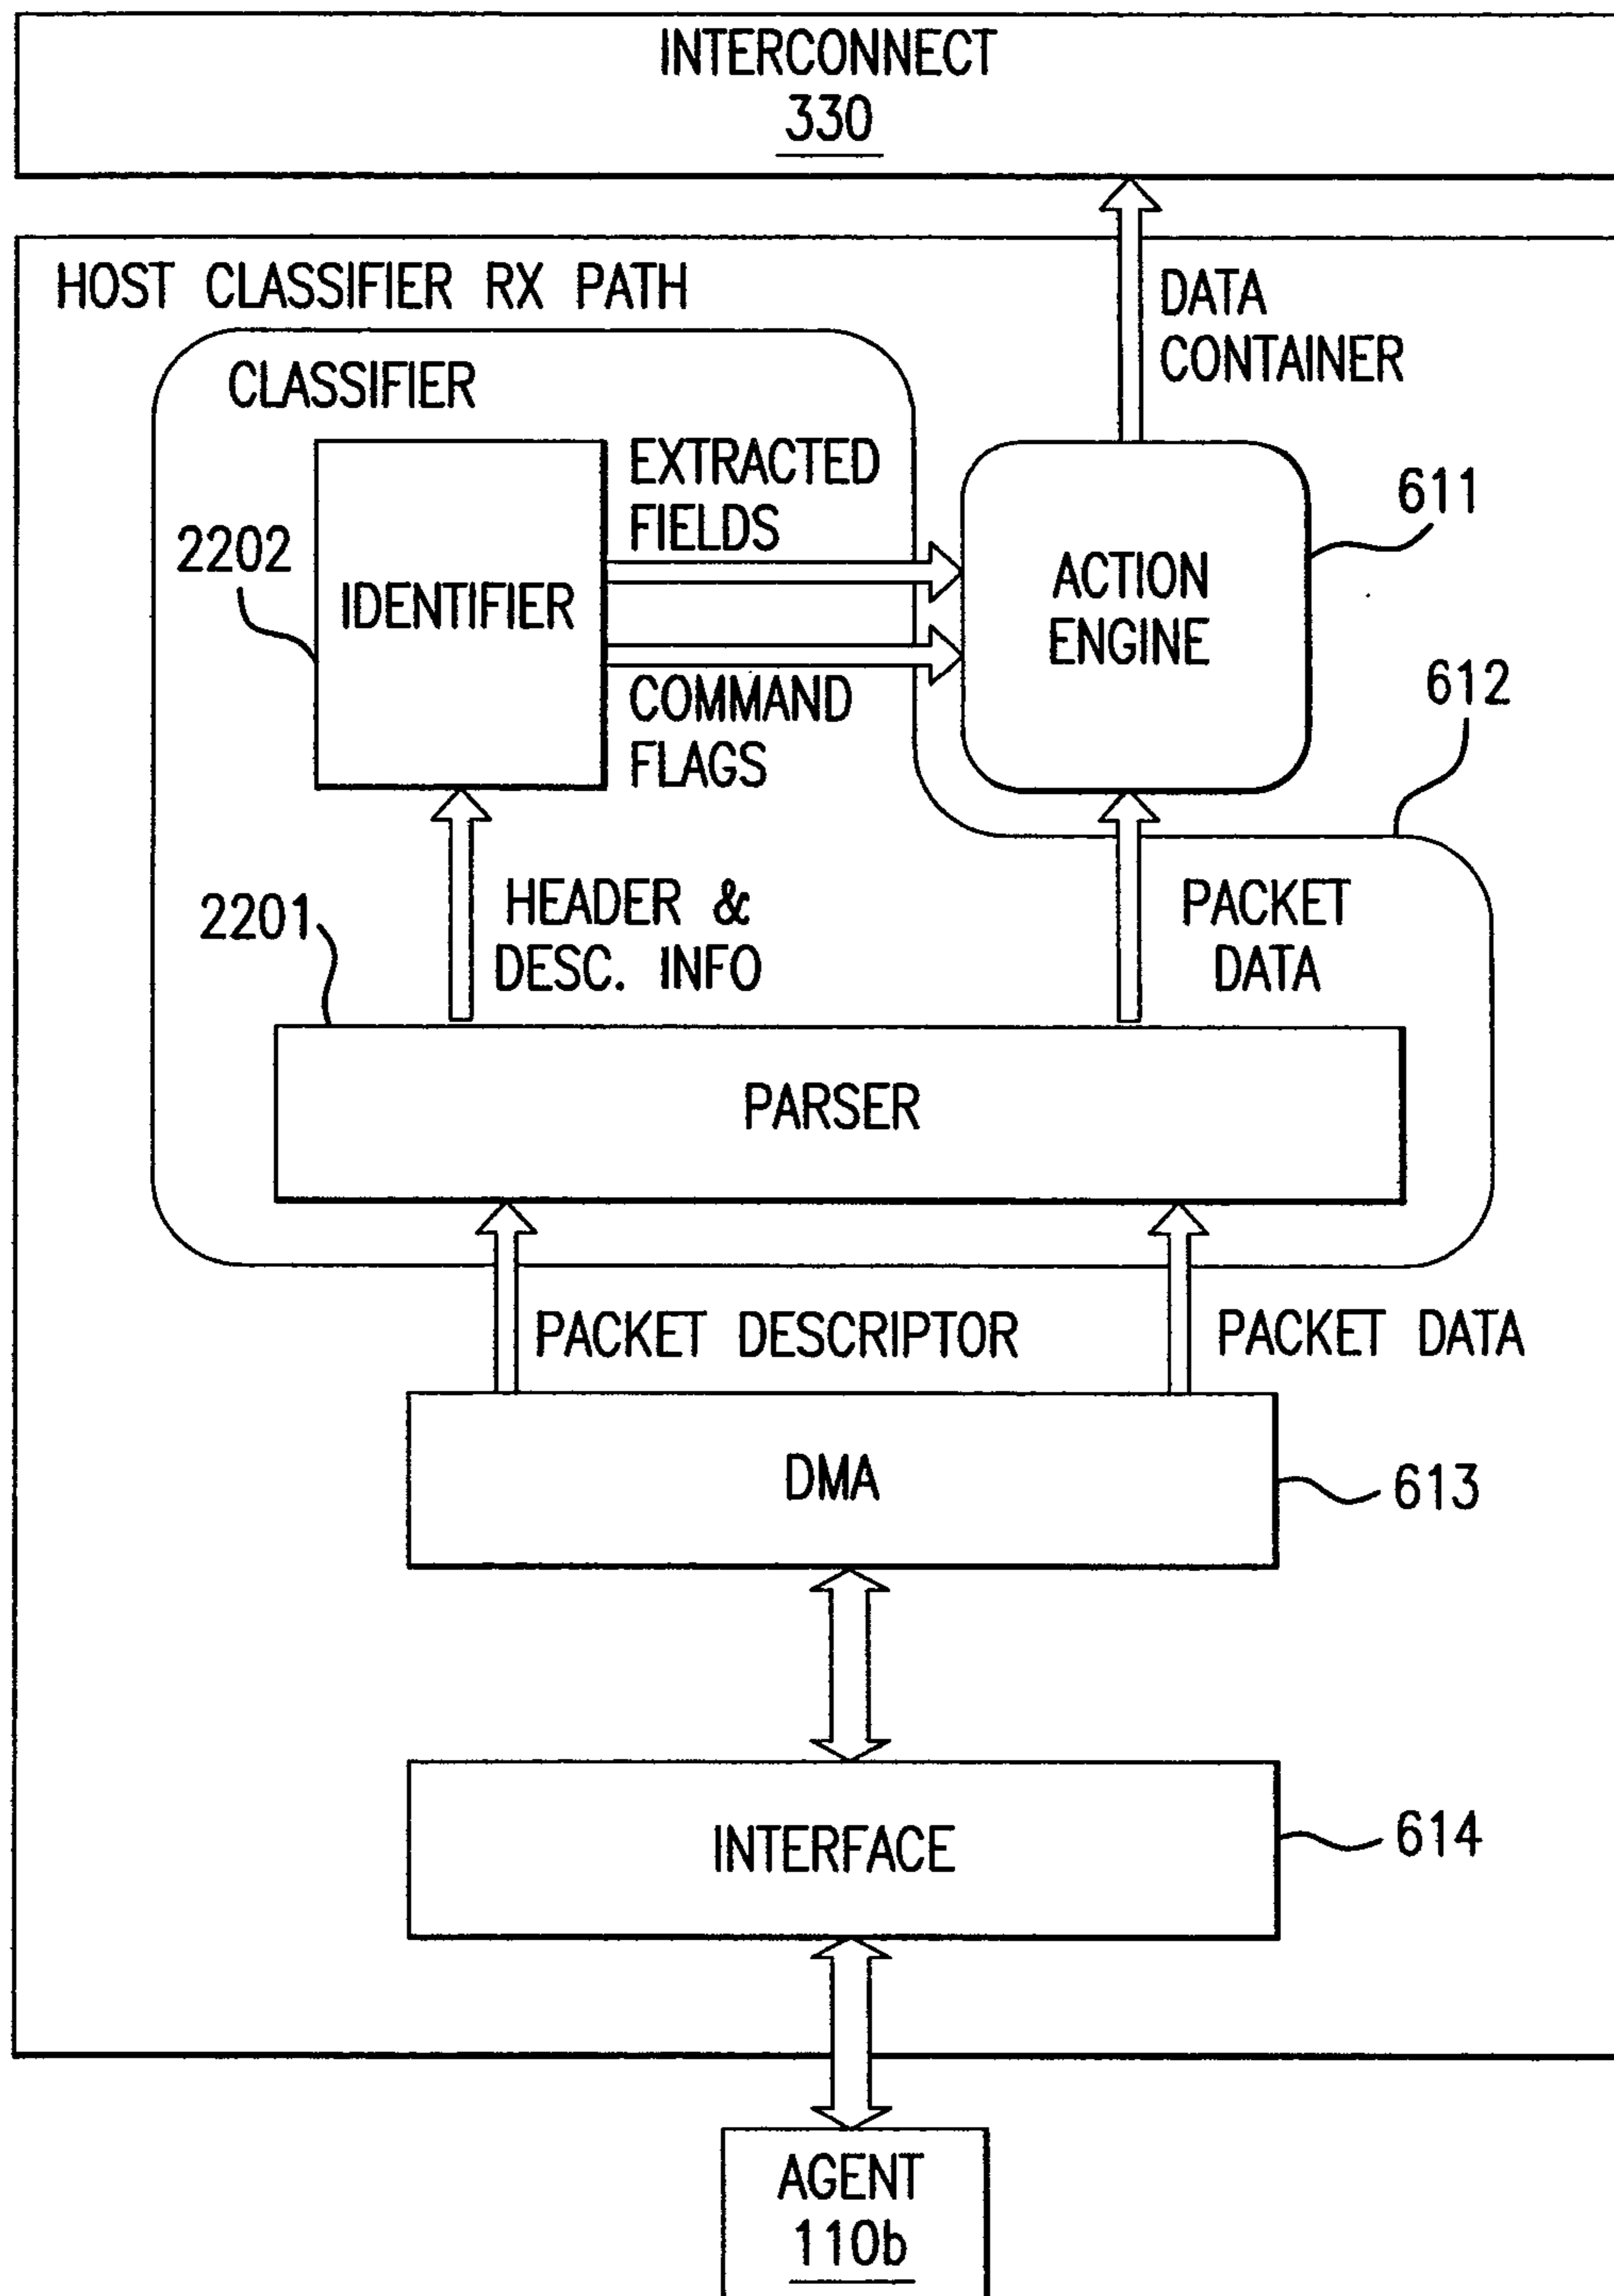 INTERCONNECT
330
HOST CLASSIFIER RX PATH
DATA
CONTAINER
CLASSIFIER
EXTRACTED
FIELDS
611
2202
IDENTIFIER
ACTION
ENGINE
612
COMMAND
FLAGS
2201
HEADER &
DESC. INFO
PACKET
DATA
PARSER
PACKET DESCRIPTOR
PACKET DATA
DMA
613
INTERFACE
614
AGENT
110b